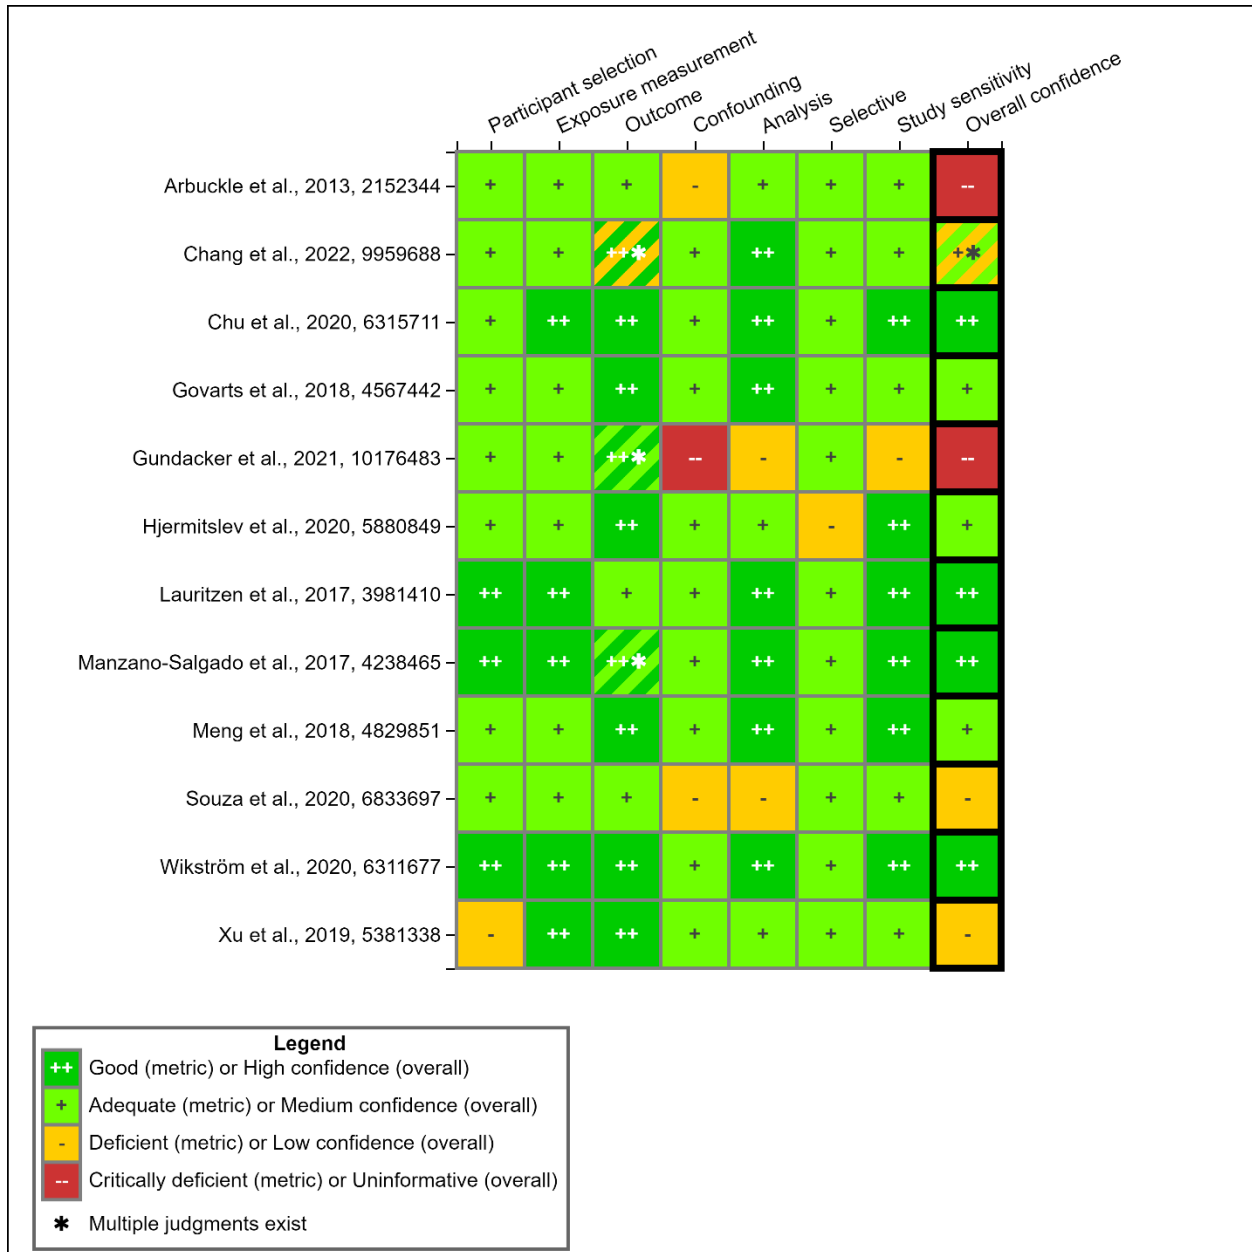 Participant selection
Exposure measurement
Outcome
Confounding
Analysis
Selective
Study sensitivity
Overall confidence
Arbuckle et al., 2013, 2152344 + + + - + + + --
Chang et al., 2022, 9959688 + + ++✱ + ++ + + +✱
Chu et al., 2020, 6315711 + ++ ++ + ++ + ++ ++
Govarts et al., 2018, 4567442 + + ++ + ++ + + +
Gundacker et al., 2021, 10176483 + + ++✱ -- - + - --
Hjermitslev et al., 2020, 5880849 + + ++ + + - ++ +
Lauritzen et al., 2017, 3981410 ++ ++ + + ++ + ++ ++
Manzano-Salgado et al., 2017, 4238465 ++ ++ ++✱ + ++ + ++ ++
Meng et al., 2018, 4829851 + + ++ + ++ + ++ +
Souza et al., 2020, 6833697 + + + - - + + -
Wikström et al., 2020, 6311677 ++ ++ ++ + ++ + ++ ++
Xu et al., 2019, 5381338 - ++ ++ + + + + -
Legend
++ Good (metric) or High confidence (overall)
+ Adequate (metric) or Medium confidence (overall)
- Deficient (metric) or Low confidence (overall)
-- Critically deficient (metric) or Uninformative (overall)
✱ Multiple judgments exist